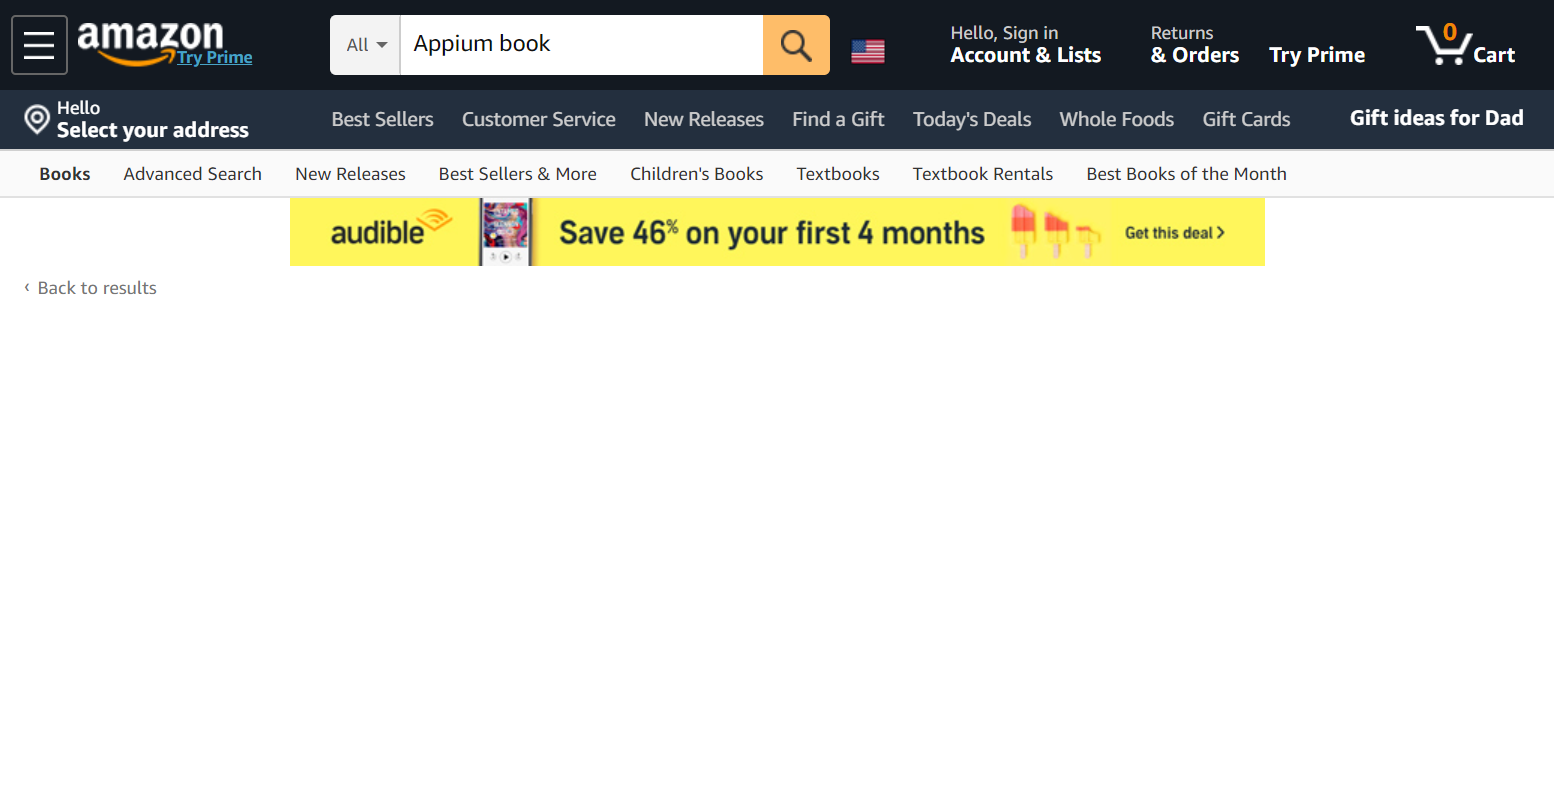 amazon
Try Prime
All
Appium book
Hello, Sign in
Account & Lists
Returns
& Orders
Try Prime
0
Cart
Hello
Select your address
Best Sellers
Customer Service
New Releases
Find a Gift
Today's Deals
Whole Foods
Gift Cards
Gift ideas for Dad
Books
Advanced Search
New Releases
Best Sellers & More
Children's Books
Textbooks
Textbook Rentals
Best Books of the Month
audible
Save 46% on your first 4 months
Get this deal ›
‹ Back to results